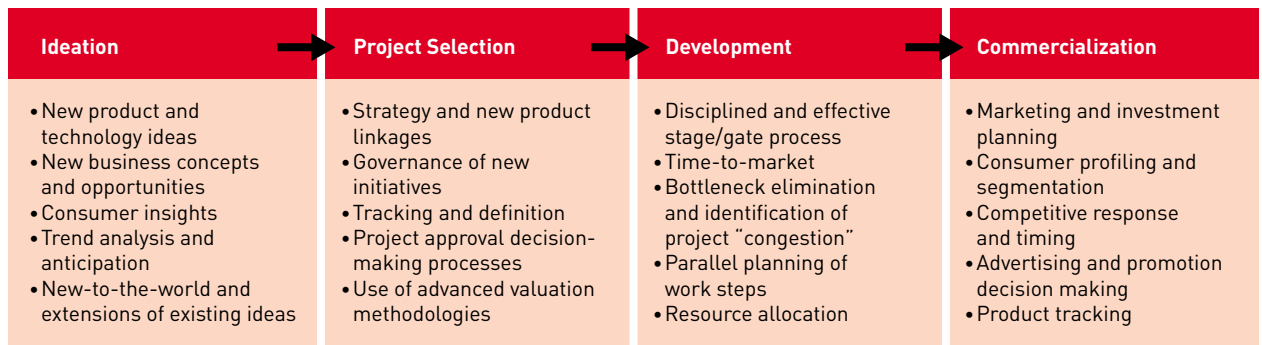 Ideation
• New product and
technology ideas
• New business concepts
and opportunities
• Consumer insights
• Trend analysis and
anticipation
• New-to-the-world and
extensions of existing ideas
Project Selection
• Strategy and new product
linkages
• Governance of new
initiatives
• Tracking and definition
• Project approval decision-
making processes
• Use of advanced valuation
methodologies
Development
• Disciplined and effective
stage/gate process
• Time-to-market
• Bottleneck elimination
and identification of
project “congestion”
• Parallel planning of
work steps
• Resource allocation
Commercialization
• Marketing and investment
planning
• Consumer profiling and
segmentation
• Competitive response
and timing
• Advertising and promotion
decision making
• Product tracking